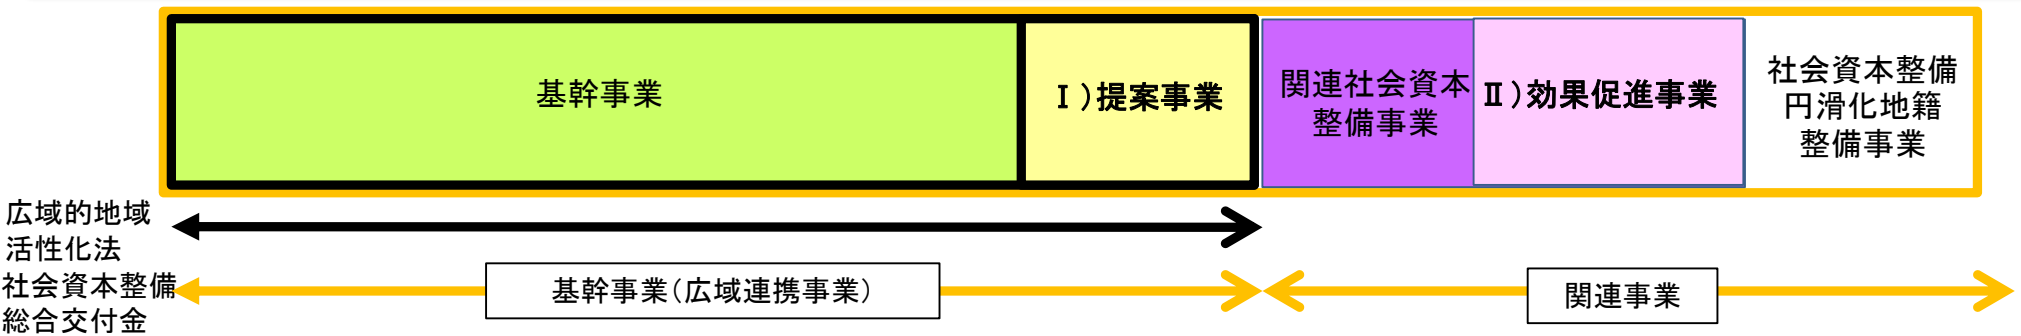 基幹事業
Ⅰ)提案事業
関連社会資本
整備事業
Ⅱ)効果促進事業
社会資本整備
円滑化地籍
整備事業
広域的地域
活性化法
社会資本整備
総合交付金
基幹事業(広域連携事業)
関連事業